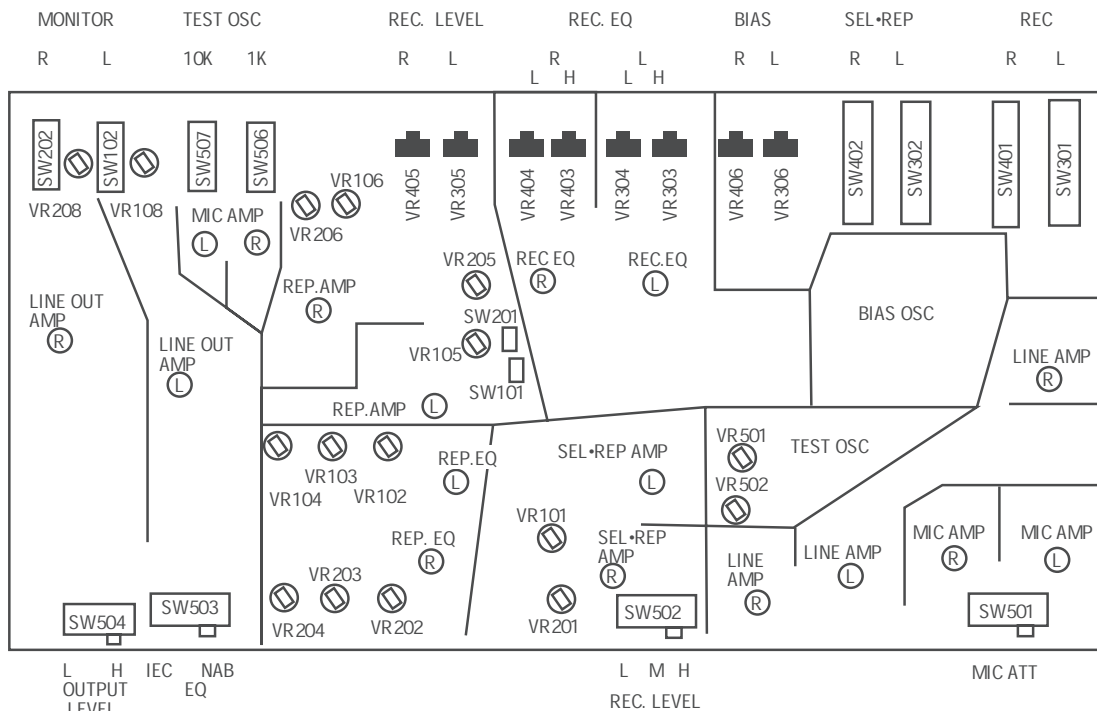 MONITOR TEST OSC REC. LEVEL REC. EQ BIAS SEL•REP REC
R L 10K 1K R L R L R L R L R L
L H L H
SW202 SW102 SW507 SW506 VR405 VR305 VR404 VR403 VR304 VR303 VR406 VR306 SW402 SW302 SW401 SW301
VR106
VR208 VR108 MIC AMP
L R VR206
VR205 REC EQ REC.EQ
REP.AMP R L
R
LINE OUT
AMP
R
SW201 BIAS OSC
LINE OUT
AMP
L
VR105
LINE AMP
R
SW101
REP.AMP L
VR501
TEST OSC
VR103 REP.EQ SEL•REP AMP
L L
VR104 VR102 VR502
VR101
SEL•REP
AMP
R
REP. EQ
R
MIC AMP MIC AMP
R L
LINE
AMP
R
LINE AMP
L
VR203
SW504 SW503 VR204 VR202 VR201 SW502 SW501
L H IEC NAB L M H MIC ATT
OUTPUT EQ
LEVEL REC. LEVEL